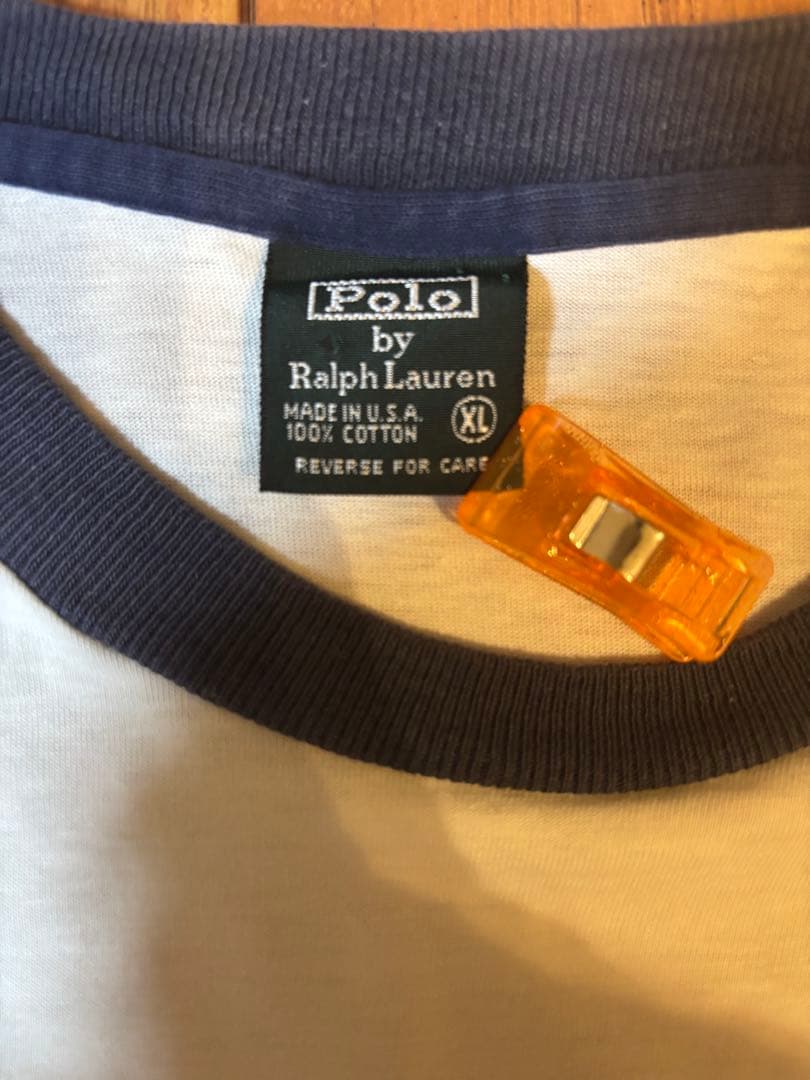 Polo
by
Ralph Lauren
MADE IN U.S.A.
100% COTTON
XL
REVERSE FOR CARE